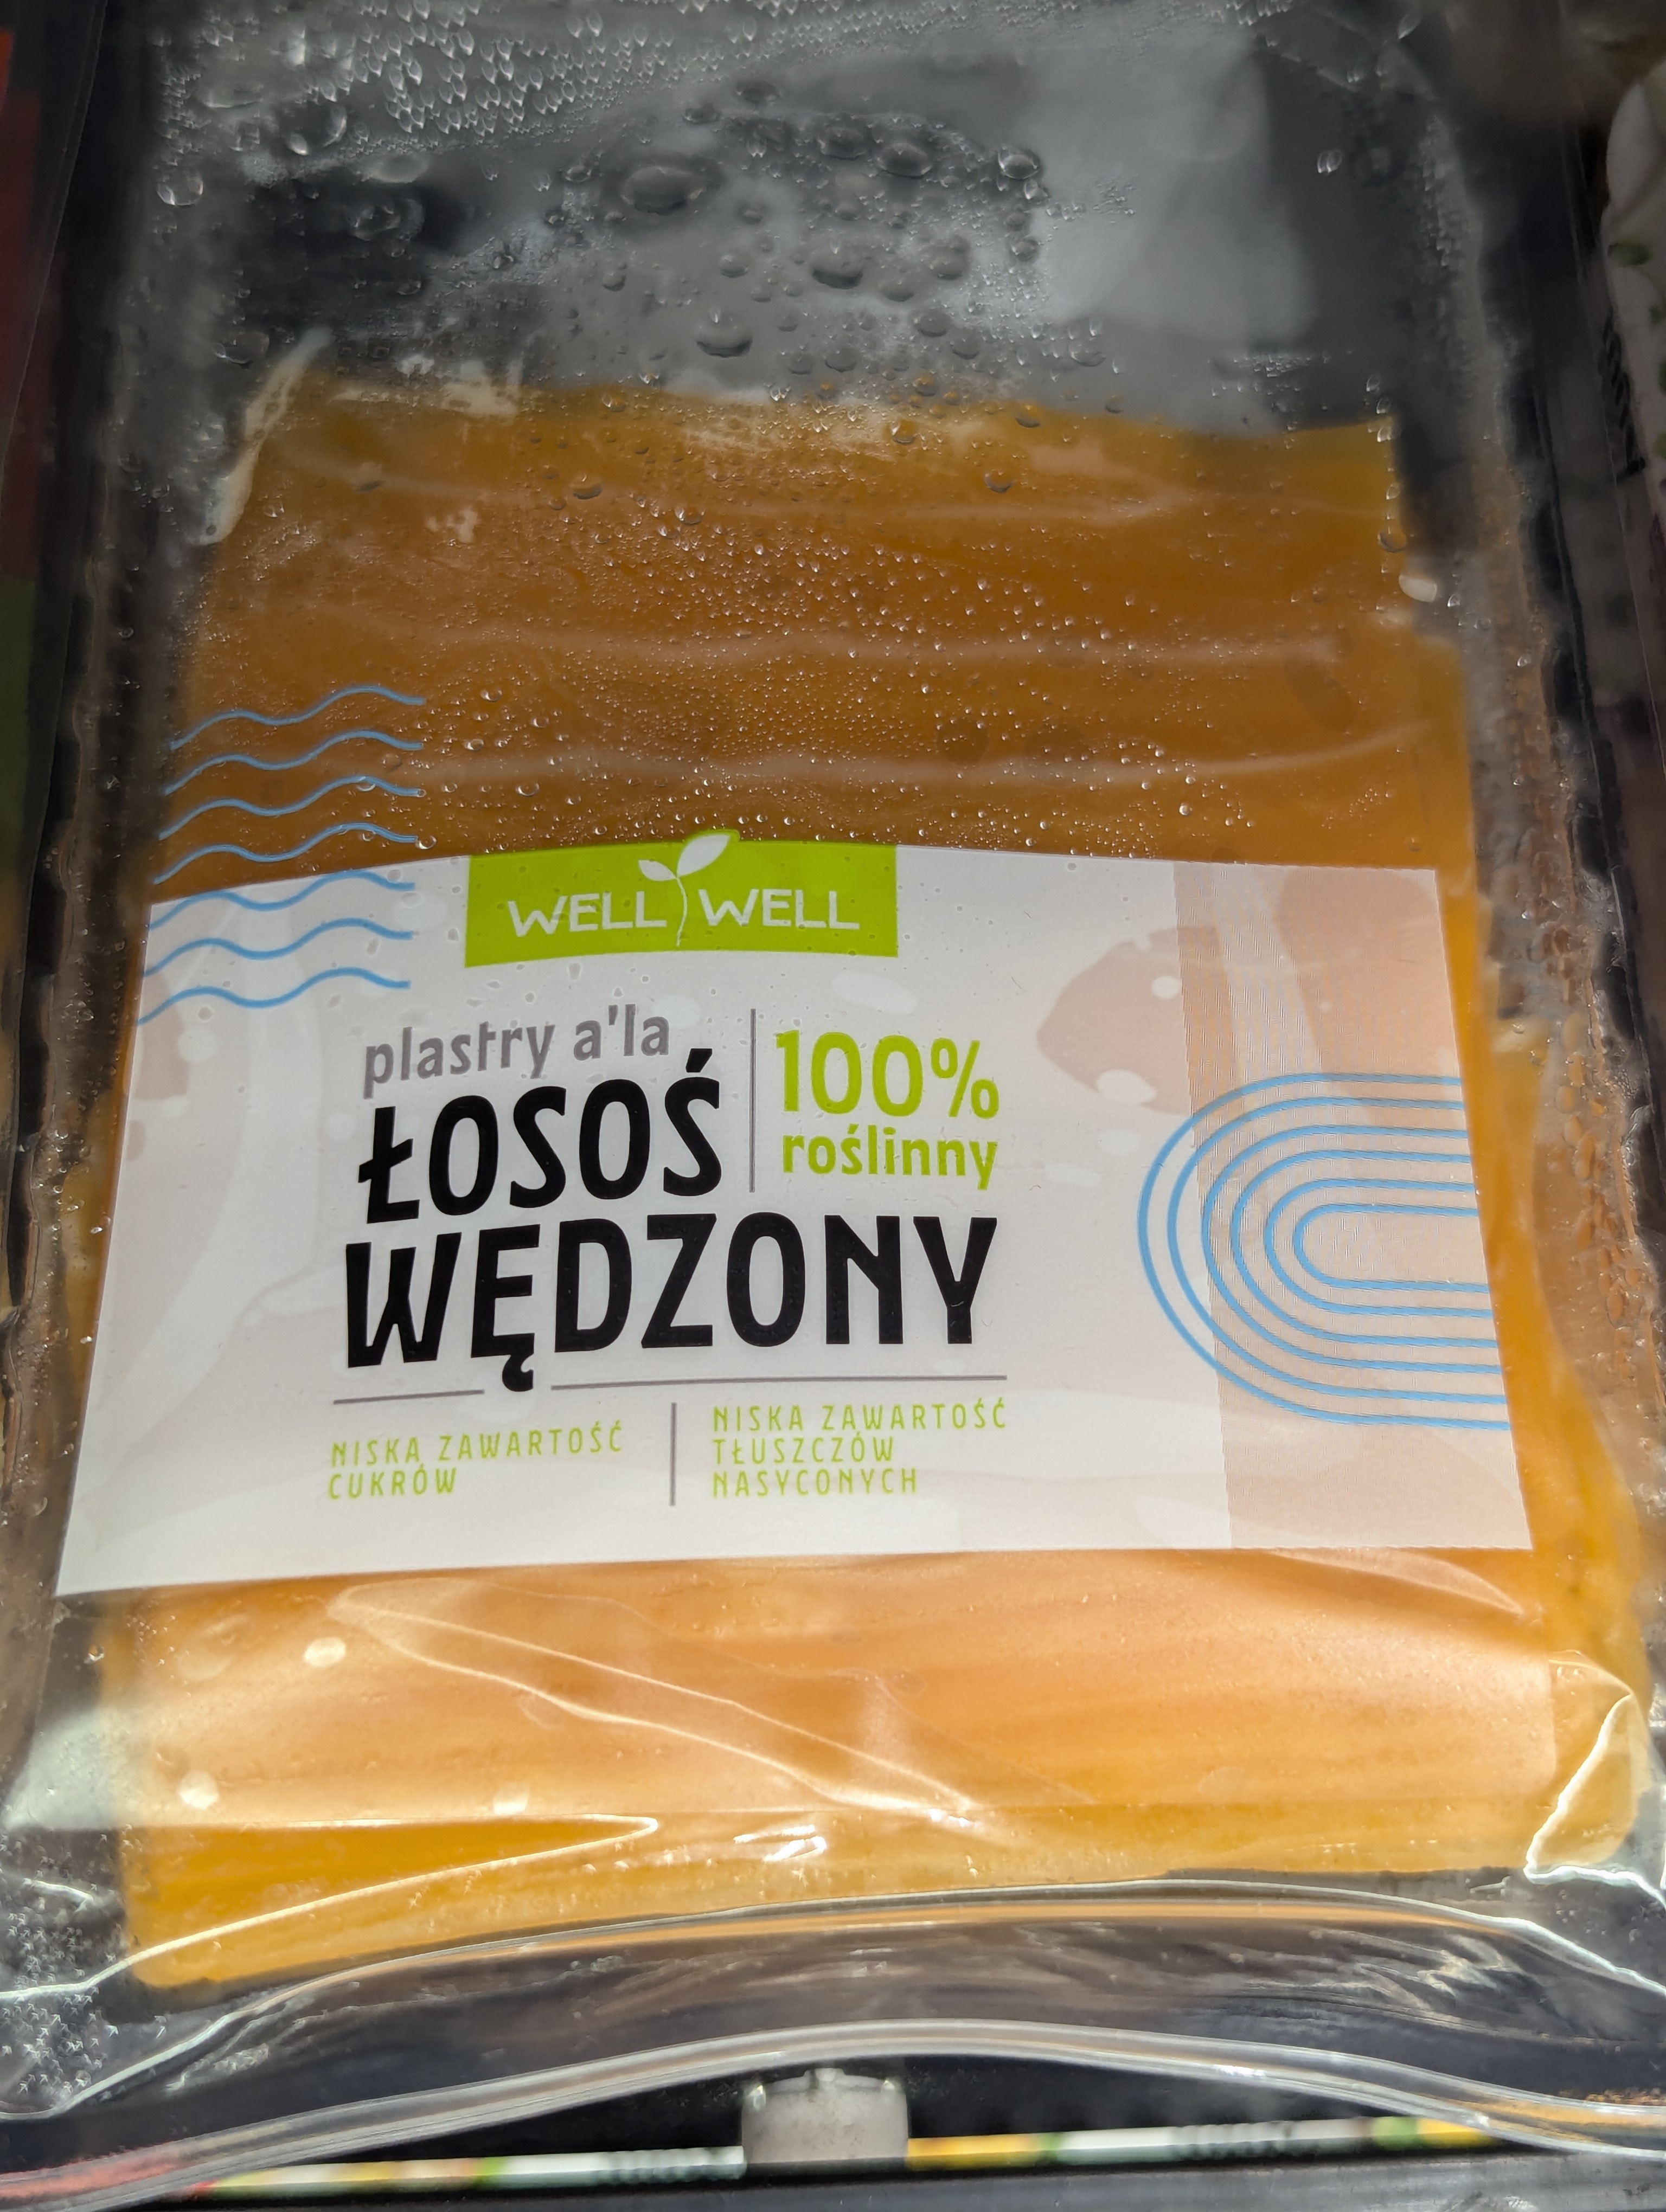 WELL WELL
plastry a'la
ŁOSOŚ
WĘDZONY
100%
roślinny
NISKA ZAWARTOŚĆ
CUKRÓW
NISKA ZAWARTOŚĆ
TŁUSZCZÓW
NASYCONYCH